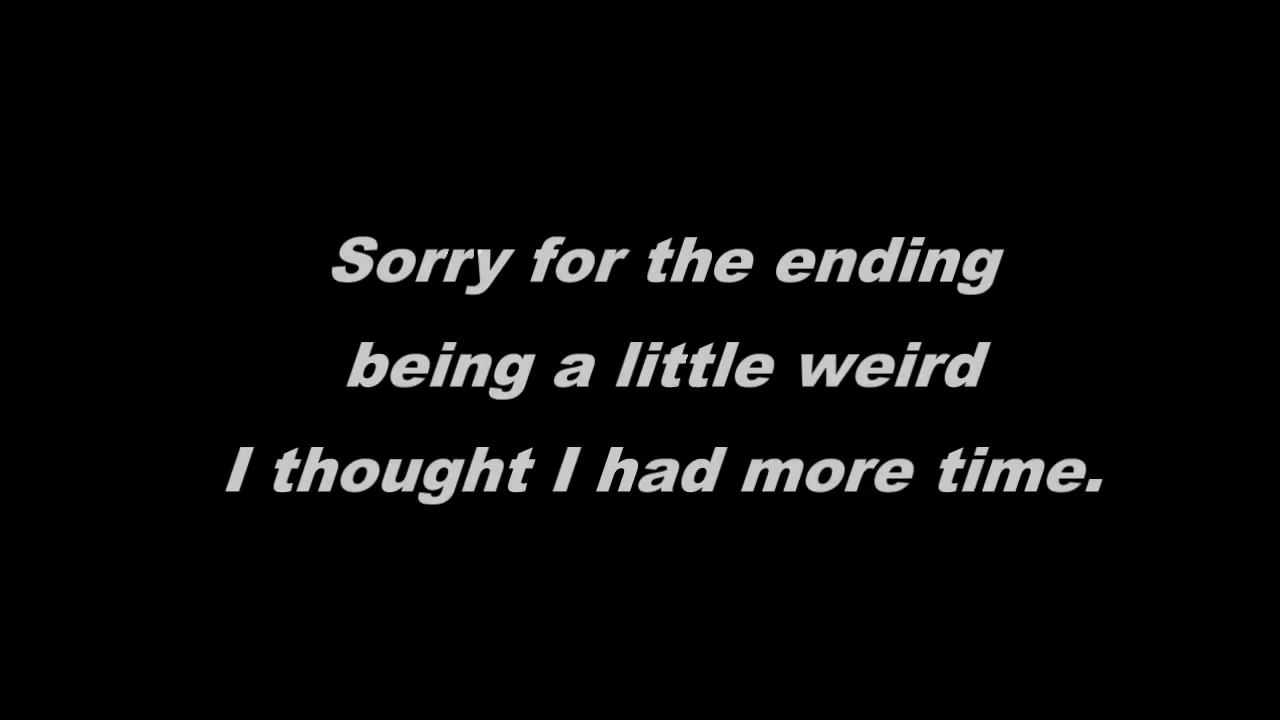 Sorry for the ending
being a little weird
I thought I had more time.